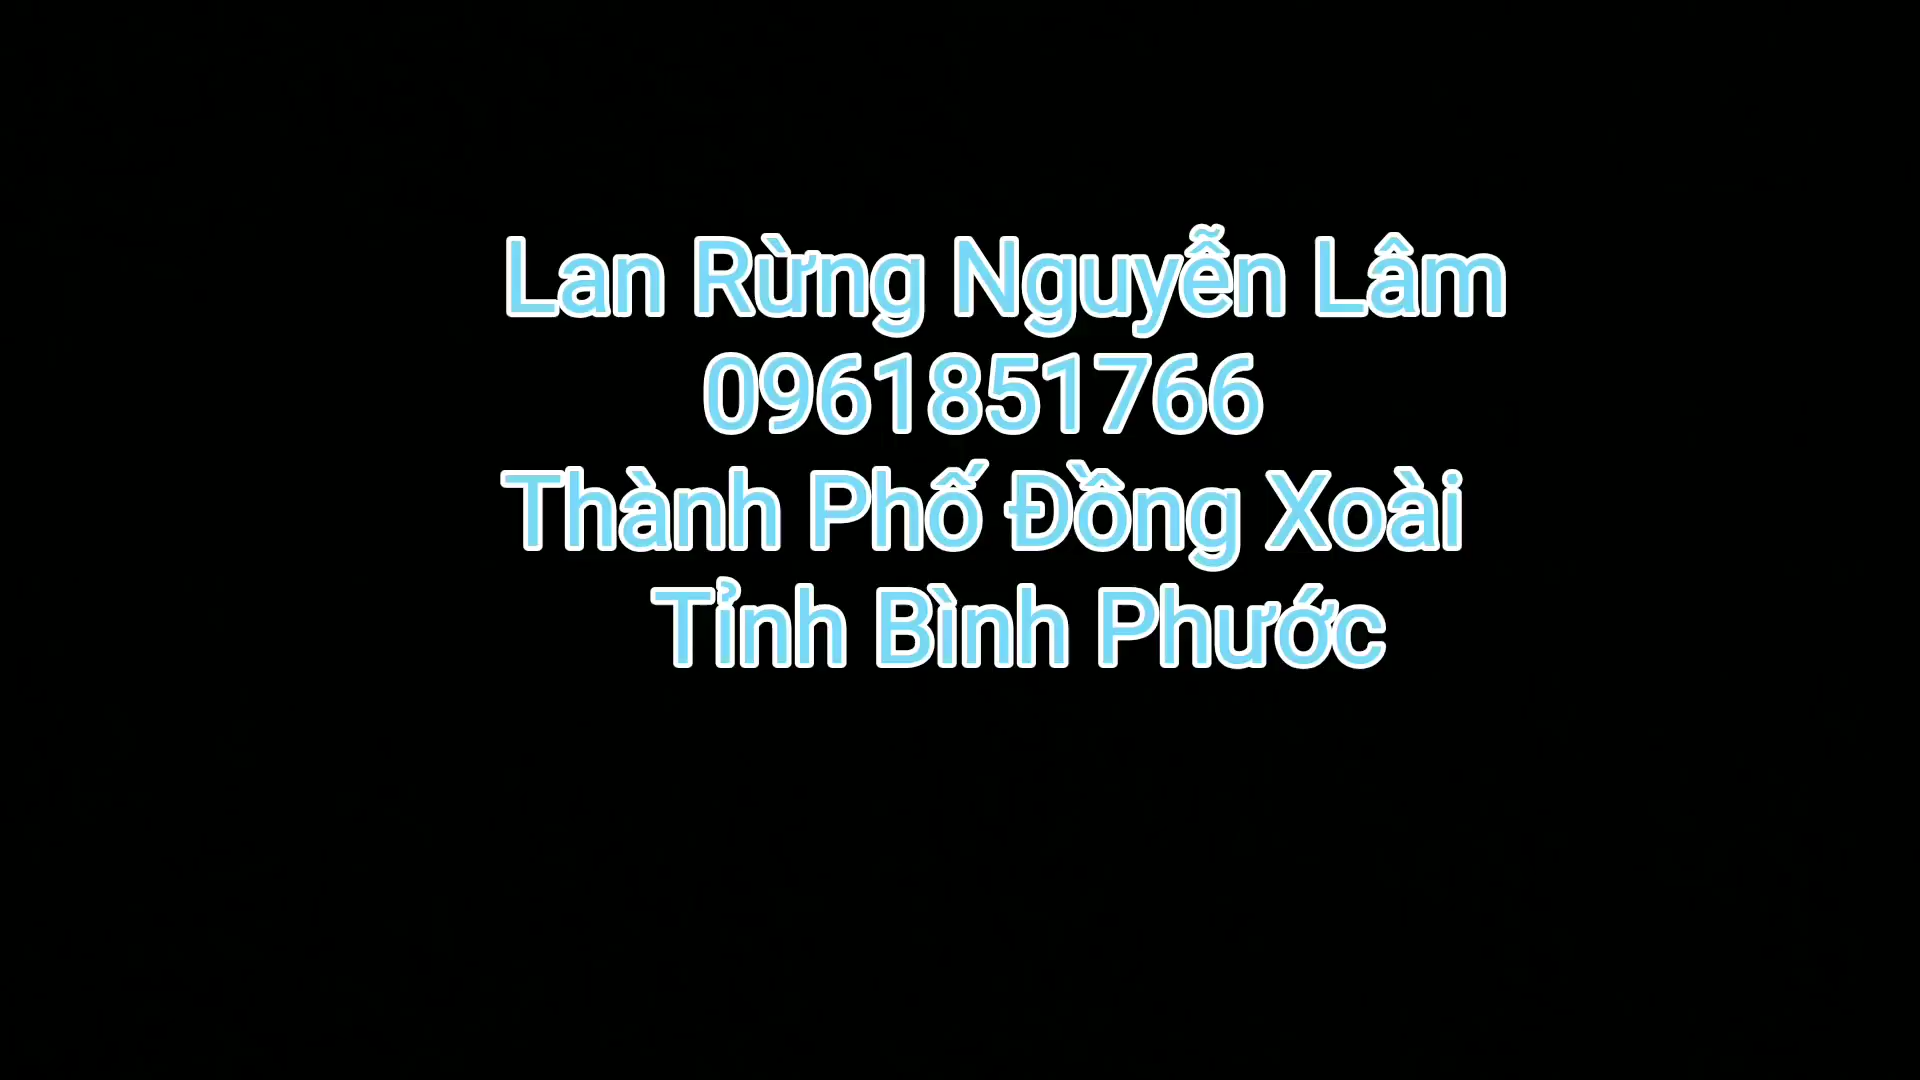 Lan Rừng Nguyễn Lâm
0961851766
Thành Phố Đồng Xoài
Tỉnh Bình Phước